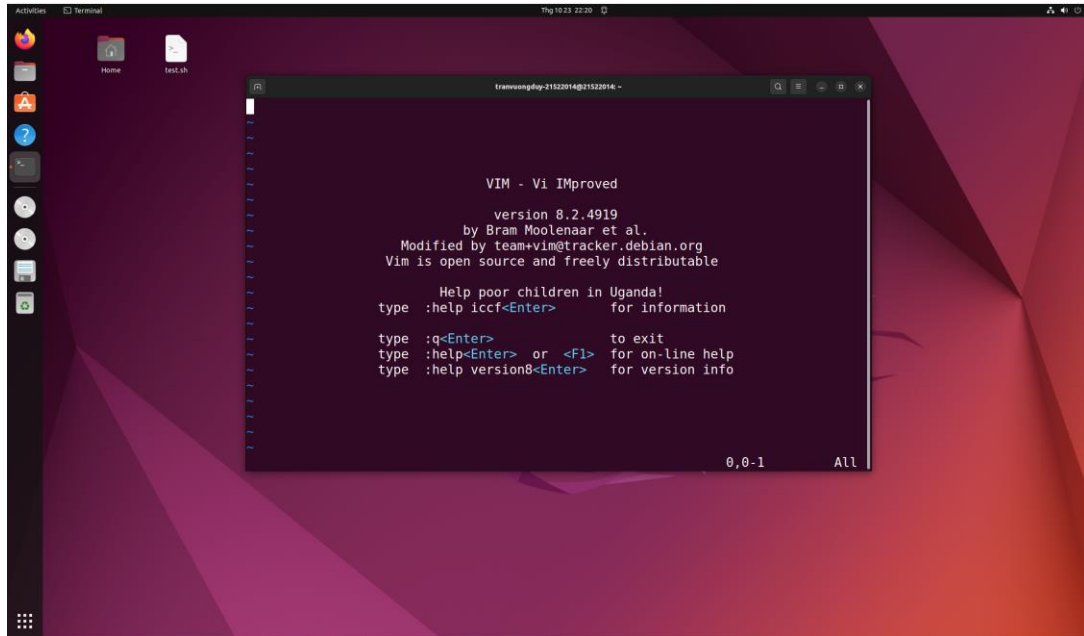 Activities Terminal Thg 10 23 22:20
Home test.sh
tranvuongduy-21522014@21522014: ~
~
~
~
~
~ VIM - Vi IMproved
~
~ version 8.2.4919
~ by Bram Moolenaar et al.
~ Modified by team+vim@tracker.debian.org
~ Vim is open source and freely distributable
~
~ Help poor children in Uganda!
~ type :help iccf<Enter> for information
~
~ type :q<Enter> to exit
~ type :help<Enter> or <F1> for on-line help
~ type :help version8<Enter> for version info
~
~
~
~
~
0,0-1 All